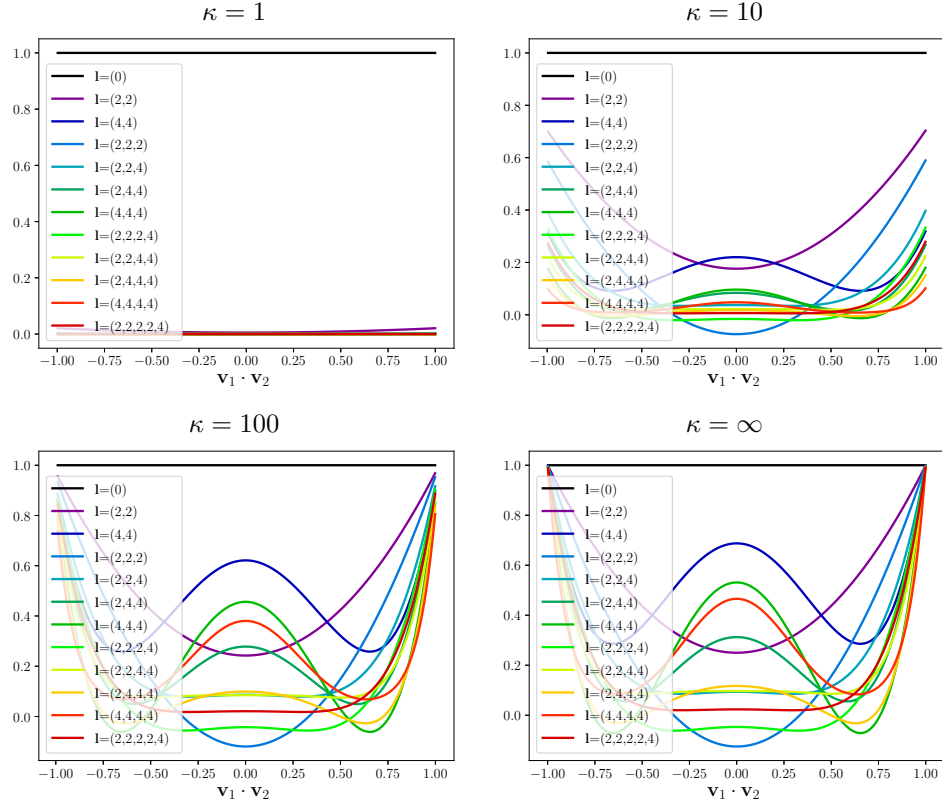 κ = 1
1.0
0.8
0.6
0.4
0.2
0.0
l=(0)
l=(2,2)
l=(4,4)
l=(2,2,2)
l=(2,2,4)
l=(2,4,4)
l=(4,4,4)
l=(2,2,2,4)
l=(2,2,4,4)
l=(2,4,4,4)
l=(4,4,4,4)
l=(2,2,2,2,4)
−1.00 −0.75 −0.50 −0.25 0.00 0.25 0.50 0.75 1.00
v1 · v2
κ = 10
1.0
0.8
0.6
0.4
0.2
0.0
l=(0)
l=(2,2)
l=(4,4)
l=(2,2,2)
l=(2,2,4)
l=(2,4,4)
l=(4,4,4)
l=(2,2,2,4)
l=(2,2,4,4)
l=(2,4,4,4)
l=(4,4,4,4)
l=(2,2,2,2,4)
−1.00 −0.75 −0.50 −0.25 0.00 0.25 0.50 0.75 1.00
v1 · v2
κ = 100
1.0
0.8
0.6
0.4
0.2
0.0
l=(0)
l=(2,2)
l=(4,4)
l=(2,2,2)
l=(2,2,4)
l=(2,4,4)
l=(4,4,4)
l=(2,2,2,4)
l=(2,2,4,4)
l=(2,4,4,4)
l=(4,4,4,4)
l=(2,2,2,2,4)
−1.00 −0.75 −0.50 −0.25 0.00 0.25 0.50 0.75 1.00
v1 · v2
κ = ∞
1.0
0.8
0.6
0.4
0.2
0.0
l=(0)
l=(2,2)
l=(4,4)
l=(2,2,2)
l=(2,2,4)
l=(2,4,4)
l=(4,4,4)
l=(2,2,2,4)
l=(2,2,4,4)
l=(2,4,4,4)
l=(4,4,4,4)
l=(2,2,2,2,4)
−1.00 −0.75 −0.50 −0.25 0.00 0.25 0.50 0.75 1.00
v1 · v2